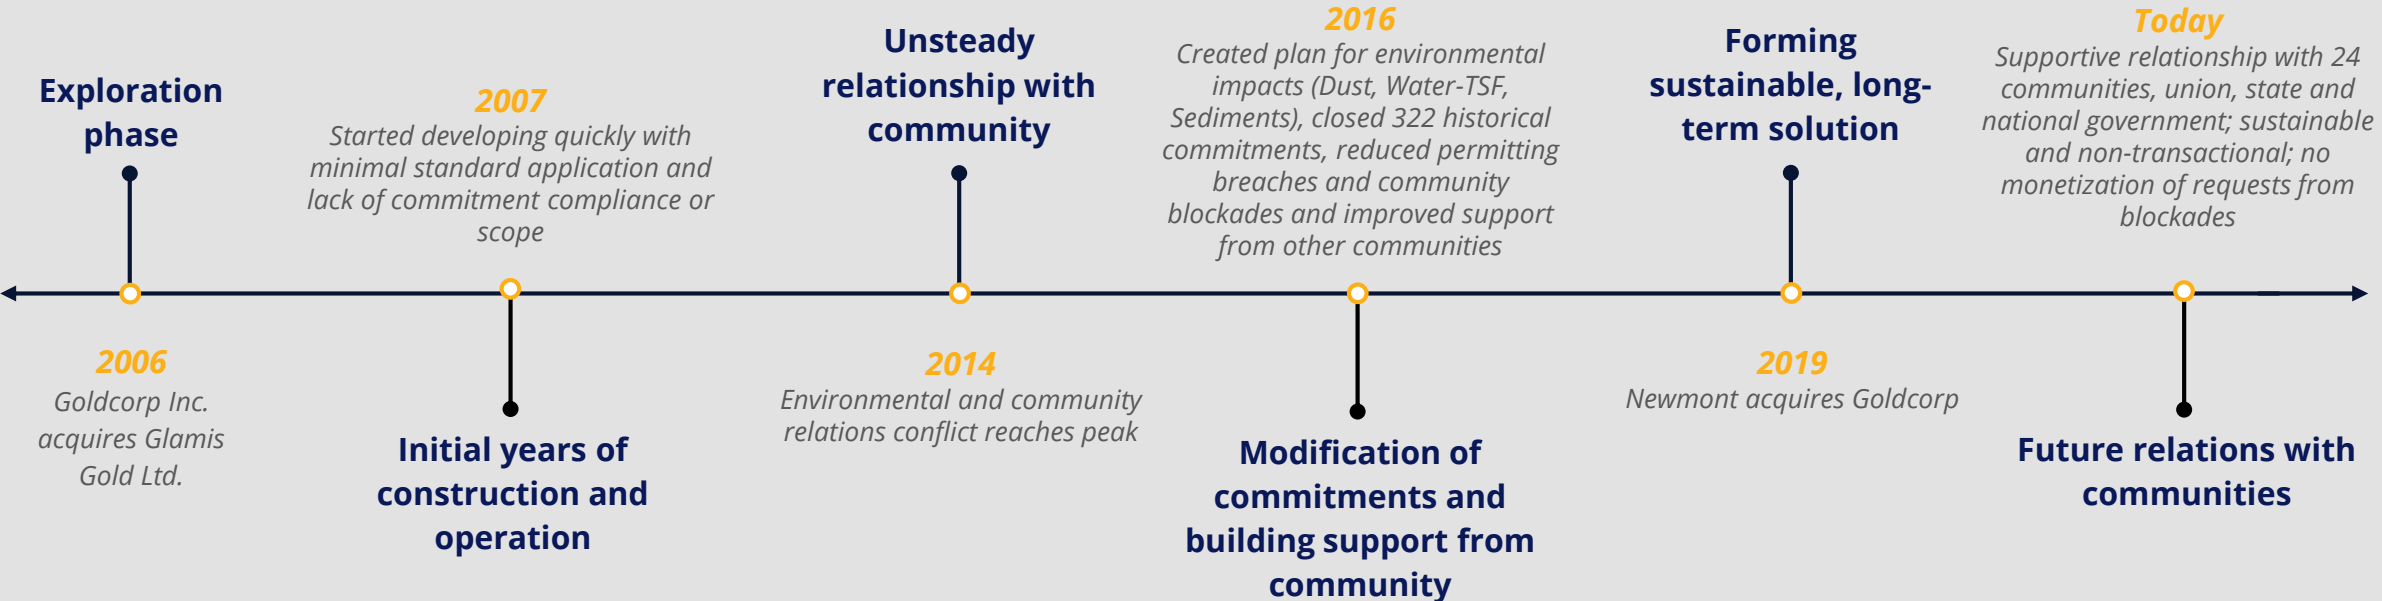 Exploration
phase
2006
Goldcorp Inc.
acquires Glamis
Gold Ltd.
2007
Started developing quickly with
minimal standard application and
lack of commitment compliance or
scope
Initial years of
construction and
operation
Unsteady
relationship with
community
2014
Environmental and community
relations conflict reaches peak
2016
Created plan for environmental
impacts (Dust, Water-TSF,
Sediments), closed 322 historical
commitments, reduced permitting
breaches and community
blockades and improved support
from other communities
Modification of
commitments and
building support from
community
Forming
sustainable, long-
term solution
2019
Newmont acquires Goldcorp
Today
Supportive relationship with 24
communities, union, state and
national government; sustainable
and non-transactional; no
monetization of requests from
blockades
Future relations with
communities